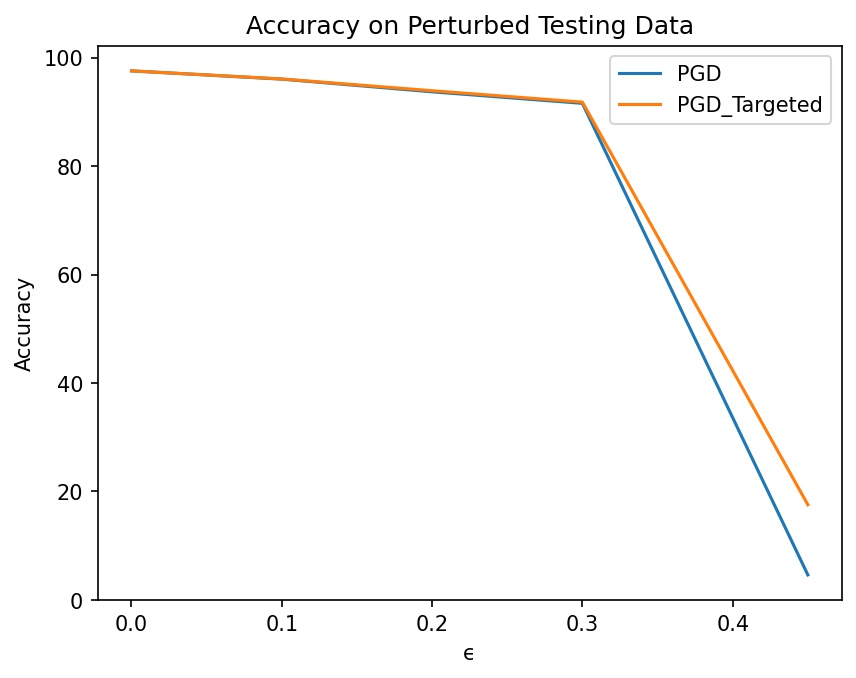 Accuracy on Perturbed Testing Data
PGD
PGD_Targeted
100
80
60
40
20
0
Accuracy
0.0 0.1 0.2 0.3 0.4
ϵ